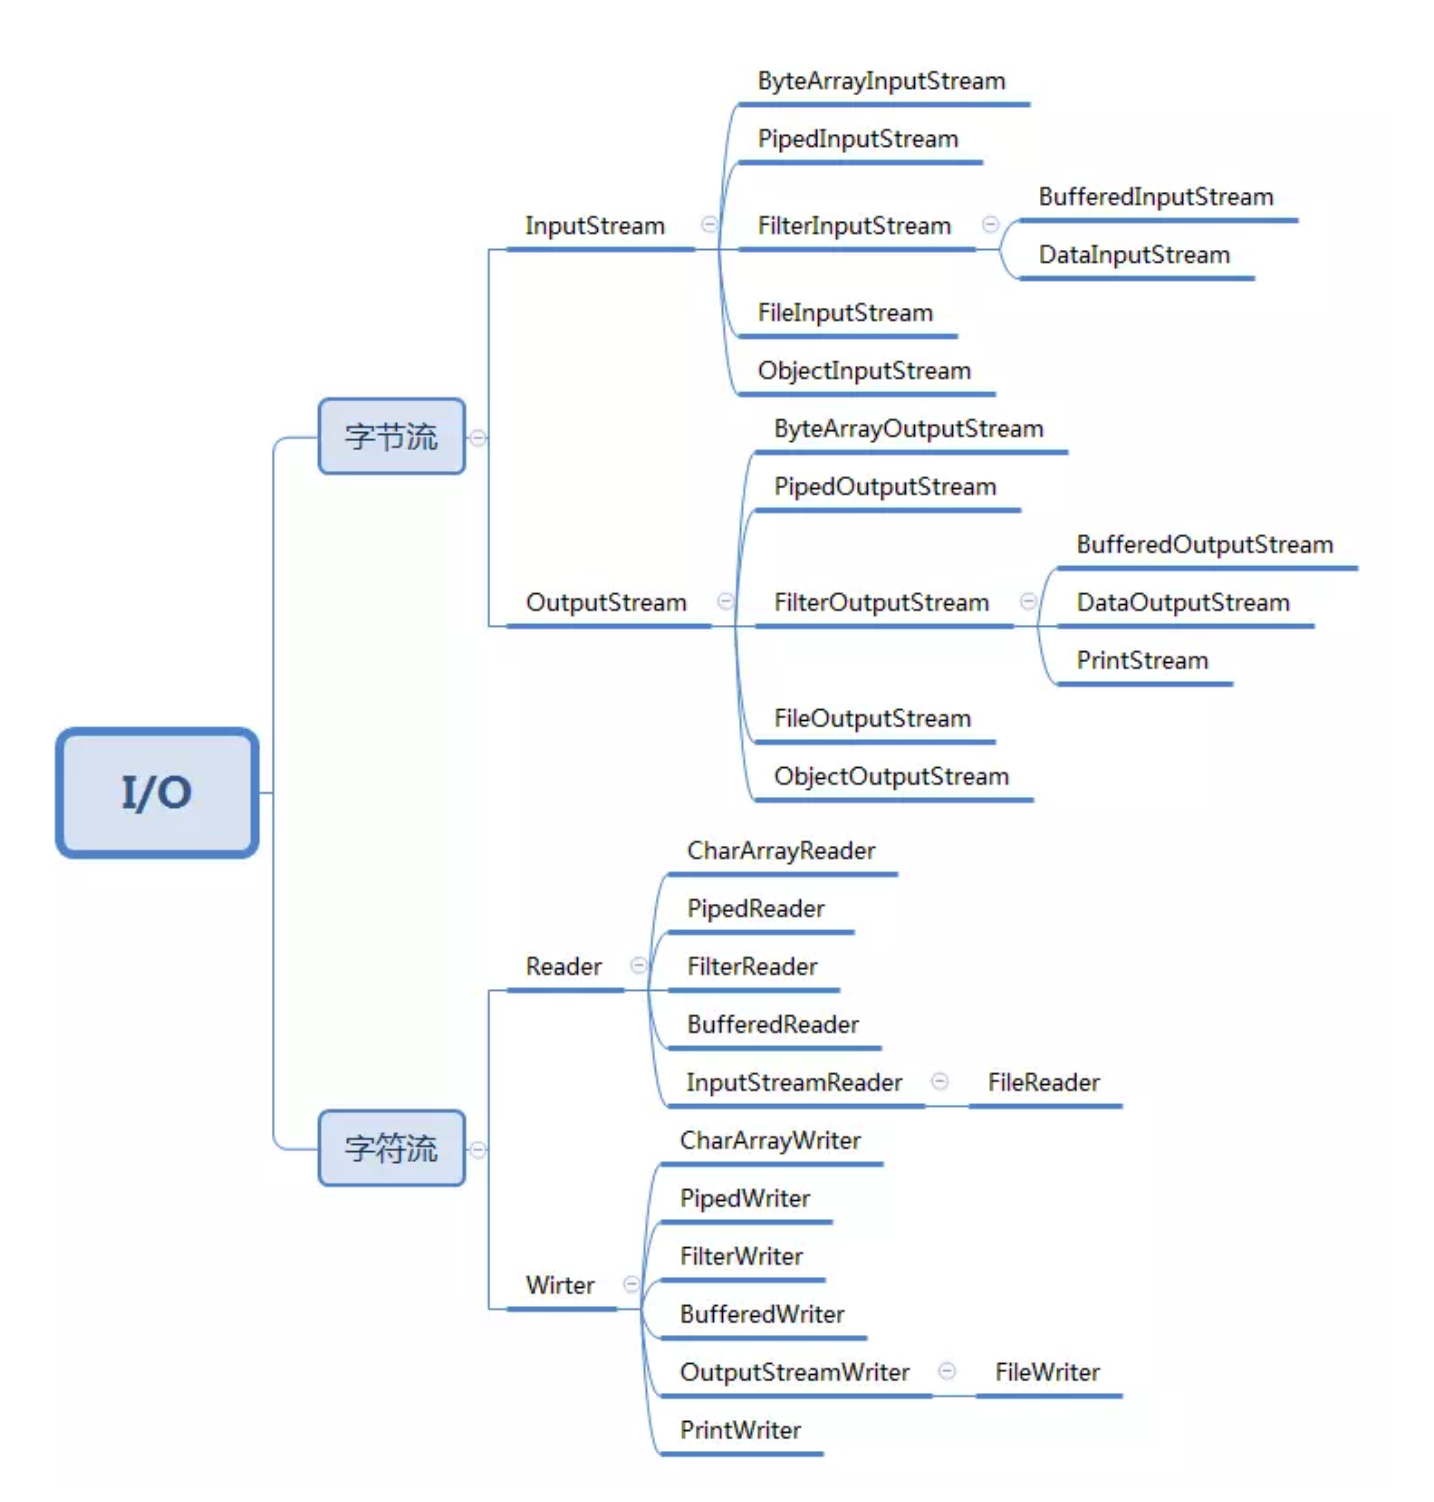 I/O
字节流
InputStream
ByteArrayInputStream
PipedInputStream
FilterInputStream
BufferedInputStream
DataInputStream
FileInputStream
ObjectInputStream
OutputStream
ByteArrayOutputStream
PipedOutputStream
FilterOutputStream
BufferedOutputStream
DataOutputStream
PrintStream
FileOutputStream
ObjectOutputStream
字符流
Reader
CharArrayReader
PipedReader
FilterReader
BufferedReader
InputStreamReader
FileReader
Wirter
CharArrayWriter
PipedWriter
FilterWriter
BufferedWriter
OutputStreamWriter
FileWriter
PrintWriter